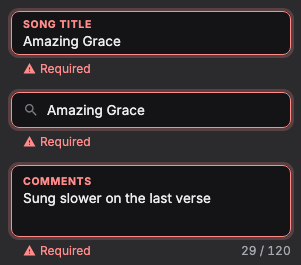 SONG TITLE
Amazing Grace
Required
Amazing Grace
Required
COMMENTS
Sung slower on the last verse
Required
29 / 120